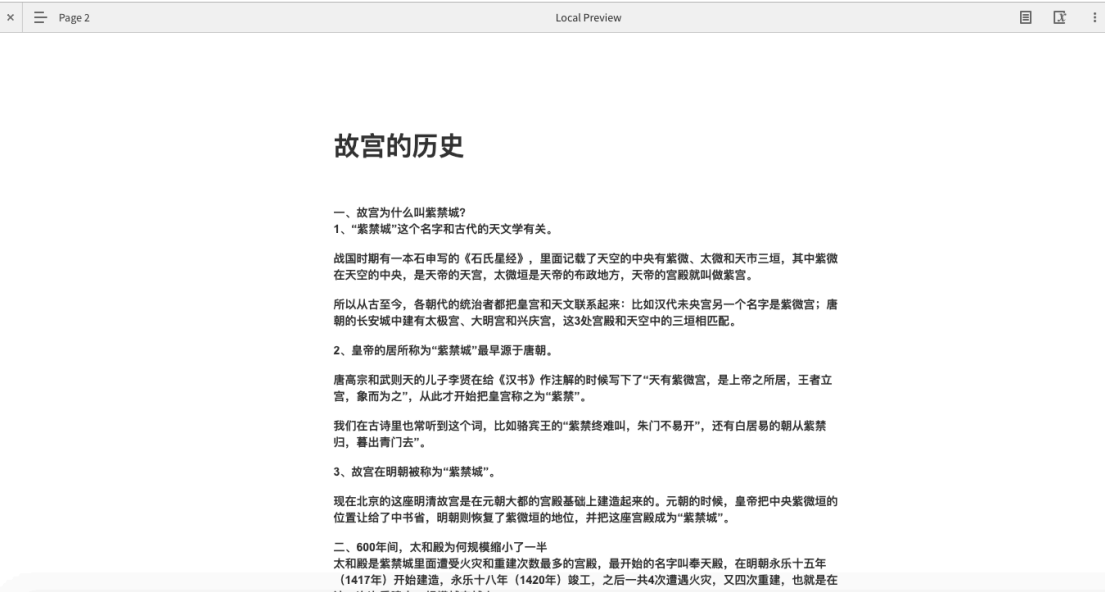 Page 2
Local Preview
故宫的历史
一、故宫为什么叫紫禁城?
1、“紫禁城”这个名字和古代的天文学有关。
战国时期有一本石申写的《石氏星经》，里面记载了天空的中央有紫微、太微和天市三垣，其中紫微
在天空的中央，是天帝的天宫，太微垣是天帝的布政地方，天帝的宫殿就叫做紫宫。
所以从古至今，各朝代的统治者都把皇宫和天文联系起来：比如汉代未央宫另一个名字是紫微宫；唐
朝的长安城中建有太极宫、大明宫和兴庆宫，这3处宫殿和天空中的三垣相匹配。
2、皇帝的居所称为“紫禁城”最早源于唐朝。
唐高宗和武则天的儿子李贤在给《汉书》作注解的时候写下了“天有紫微宫，是上帝之所居，王者立
宫，象而为之”，从此才开始把皇宫称之为“紫禁”。
我们在古诗里也常听到这个词，比如骆宾王的“紫禁终难叫，朱门不易开”，还有白居易的朝从紫禁
归，暮出青门去”。
3、故宫在明朝被称为“紫禁城”。
现在北京的这座明清故宫是在元朝大都的宫殿基础上建造起来的。元朝的时候，皇帝把中央紫微垣的
位置让给了中书省，明朝则恢复了紫微垣的地位，并把这座宫殿成为“紫禁城”。
二、600年间，太和殿为何规模缩小了一半
太和殿是紫禁城里面遭受火灾和重建次数最多的宫殿，最开始的名字叫奉天殿，在明朝永乐十五年
（1417年）开始建造，永乐十八年（1420年）竣工，之后一共4次遭遇火灾，又四次重建，也就是在